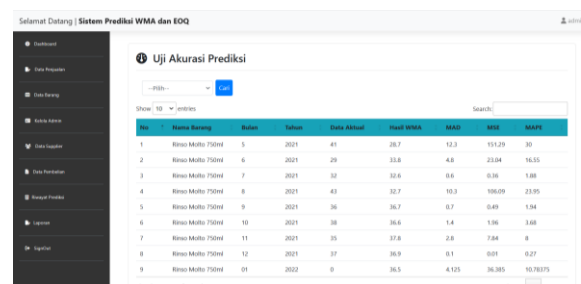 Selamat Datang | Sistem Prediksi WMA dan EOQ
admin
Dashboard
Data Penjualan
Data Barang
Kelola Admin
Data Supplier
Data Pembelian
Riwayat Prediksi
Laporan
SignOut
Uji Akurasi Prediksi
--Pilih-- Cari
Show 10 entries Search:
No Nama Barang Bulan Tahun Data Aktual Hasil WMA MAD MSE MAPE
1 Rinso Molto 750ml 5 2021 41 28.7 12.3 151.29 30
2 Rinso Molto 750ml 6 2021 29 33.8 4.8 23.04 16.55
3 Rinso Molto 750ml 7 2021 32 32.6 0.6 0.36 1.88
4 Rinso Molto 750ml 8 2021 43 32.7 10.3 106.09 23.95
5 Rinso Molto 750ml 9 2021 36 36.7 0.7 0.49 1.94
6 Rinso Molto 750ml 10 2021 38 36.6 1.4 1.96 3.68
7 Rinso Molto 750ml 11 2021 35 37.8 2.8 7.84 8
8 Rinso Molto 750ml 12 2021 37 36.9 0.1 0.01 0.27
9 Rinso Molto 750ml 01 2022 0 36.5 4.125 36.385 10.78375